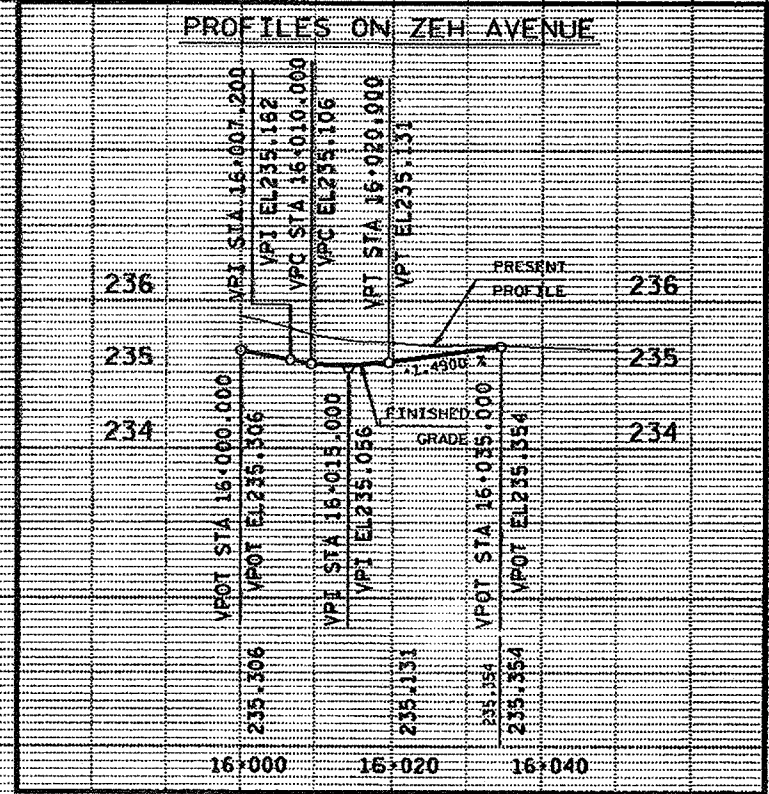 PROFILES ON ZEH AVENUE
VPI STA 16+007.200
VPI EL235.162
VPC STA 16+010.000
VPC EL235.106
VPT STA 16+020.000
VPT EL235.131
PRESENT
PROFILE
236
236
235
235
234
234
+1.4900 %
FINISHED
GRADE
VPOT STA 16+000.000
VPOT EL235.306
VPI STA 16+015.000
VPI EL235.056
VPOT STA 16+035.000
VPOT EL235.354
235.306
235.131
235.354
235.354
16+000
16+020
16+040